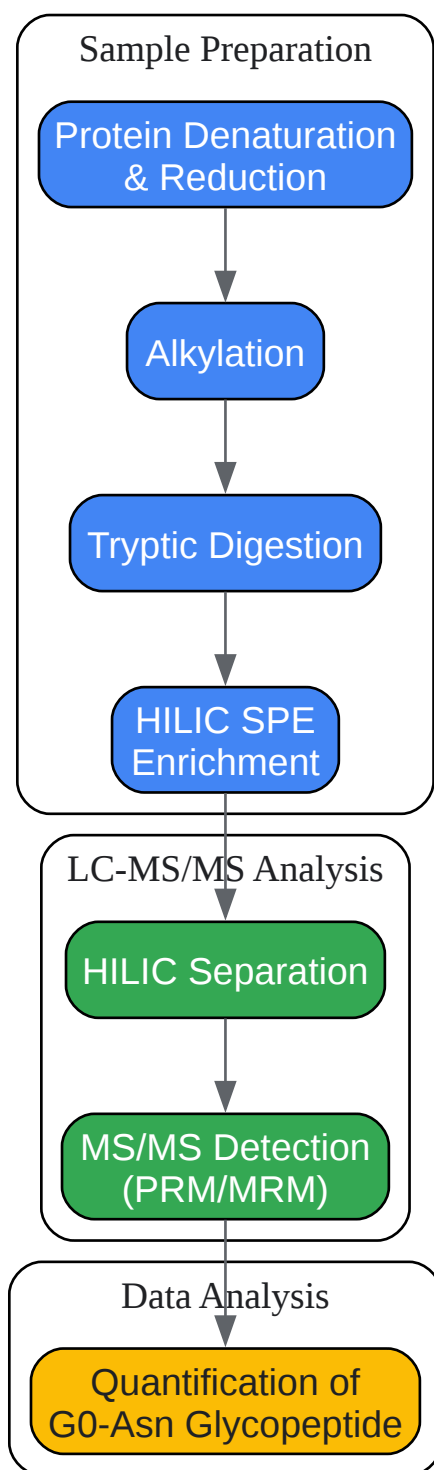 Sample Preparation
Protein Denaturation
& Reduction
Alkylation
Tryptic Digestion
HILIC SPE
Enrichment
LC-MS/MS Analysis
HILIC Separation
MS/MS Detection
(PRM/MRM)
Data Analysis
Quantification of
G0-Asn Glycopeptide